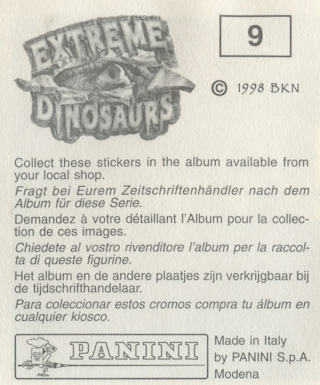 EXTREME
DINOSAURS
9
© 1998 BKN
Collect these stickers in the album available from
your local shop.
Fragt bei Eurem Zeitschriftenhändler nach dem
Album für diese Serie.
Demandez à votre détaillant l'Album pour la collec-
tion de ces images.
Chiedete al vostro rivenditore l'album per la raccol-
ta di queste figurine.
Het album en de andere plaatjes zijn verkrijgbaar bij
de tijdschrifthandelaar.
Para coleccionar estos cromos compra tu álbum en
cualquier kiosco.
PANINI
Made in Italy
by PANINI S.p.A.
Modena